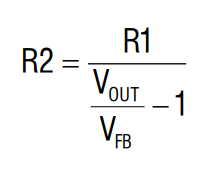 R2 = R1 / (V_OUT / V_FB − 1)